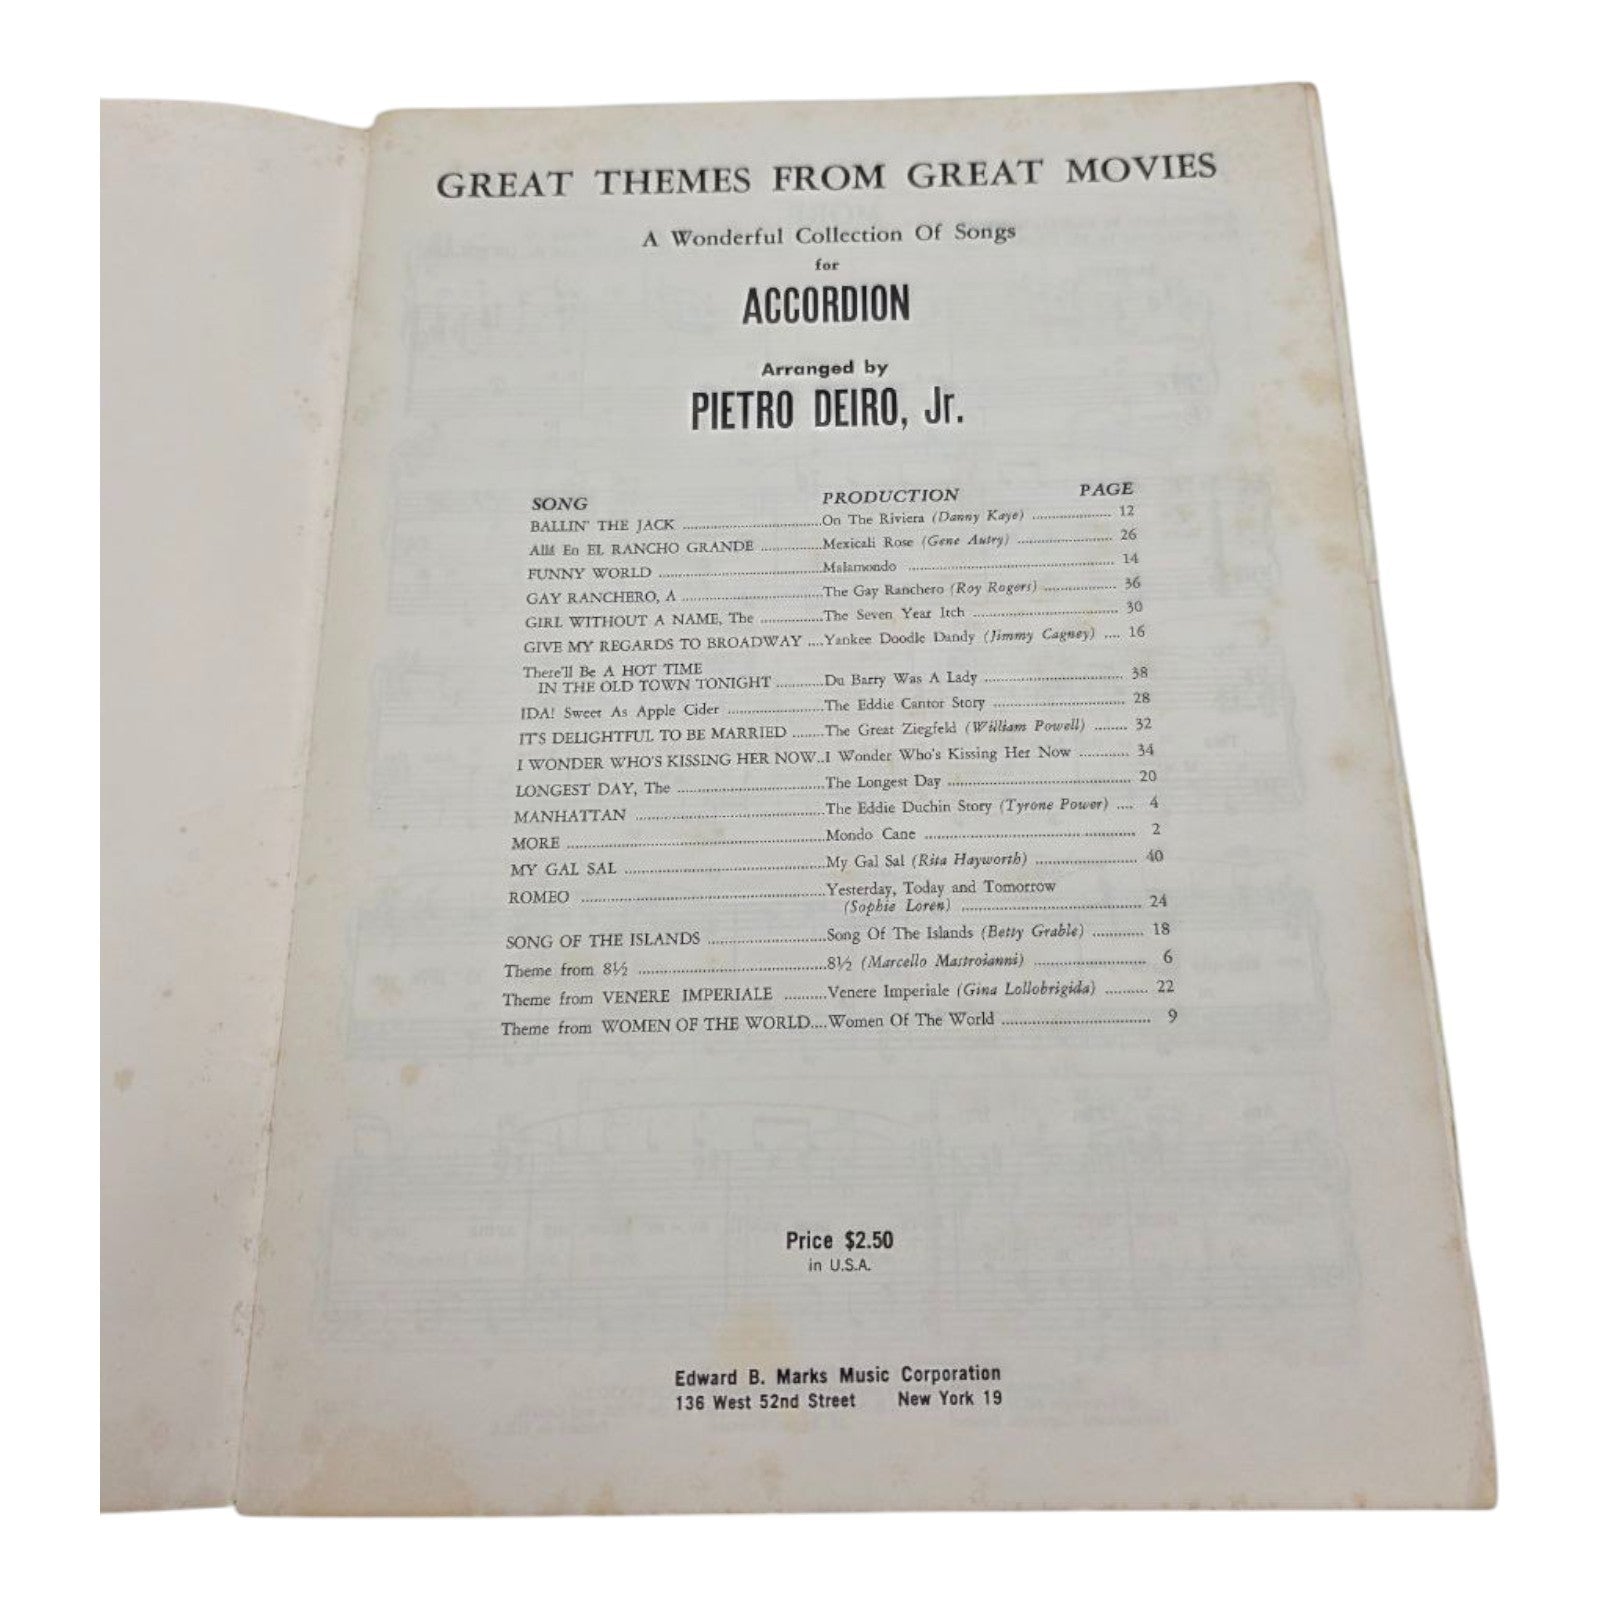 GREAT THEMES FROM GREAT MOVIES
A Wonderful Collection Of Songs
for
ACCORDION
Arranged by
PIETRO DEIRO, Jr.
SONG PRODUCTION PAGE
BALLIN' THE JACK ........ On The Riviera (Danny Kaye) ........ 12
Allá En EL RANCHO GRANDE ........ Mexicali Rose (Gene Autry) ........ 26
FUNNY WORLD ........ Malamondo ........ 14
GAY RANCHERO, A ........ The Gay Ranchero (Roy Rogers) ........ 36
GIRL WITHOUT A NAME, The ........ The Seven Year Itch ........ 30
GIVE MY REGARDS TO BROADWAY .... Yankee Doodle Dandy (Jimmy Cagney) .... 16
There'll Be A HOT TIME
IN THE OLD TOWN TONIGHT ........ Du Barry Was A Lady ........ 38
IDA! Sweet As Apple Cider ........ The Eddie Cantor Story ........ 28
IT'S DELIGHTFUL TO BE MARRIED ........ The Great Ziegfeld (William Powell) ........ 32
I WONDER WHO'S KISSING HER NOW.. I Wonder Who's Kissing Her Now ........ 34
LONGEST DAY, The ........ The Longest Day ........ 20
MANHATTAN ........ The Eddie Duchin Story (Tyrone Power) .... 4
MORE ........ Mondo Cane ........ 2
MY GAL SAL ........ My Gal Sal (Rita Hayworth) ........ 40
ROMEO ........ Yesterday, Today and Tomorrow
(Sophie Loren) ........ 24
SONG OF THE ISLANDS ........ Song Of The Islands (Betty Grable) ........ 18
Theme from 8½ ........ 8½ (Marcello Mastroianni) ........ 6
Theme from VENERE IMPERIALE ........ Venere Imperiale (Gina Lollobrigida) ........ 22
Theme from WOMEN OF THE WORLD.... Women Of The World ........ 9
Price $2.50
in U.S.A.
Edward B. Marks Music Corporation
136 West 52nd Street New York 19